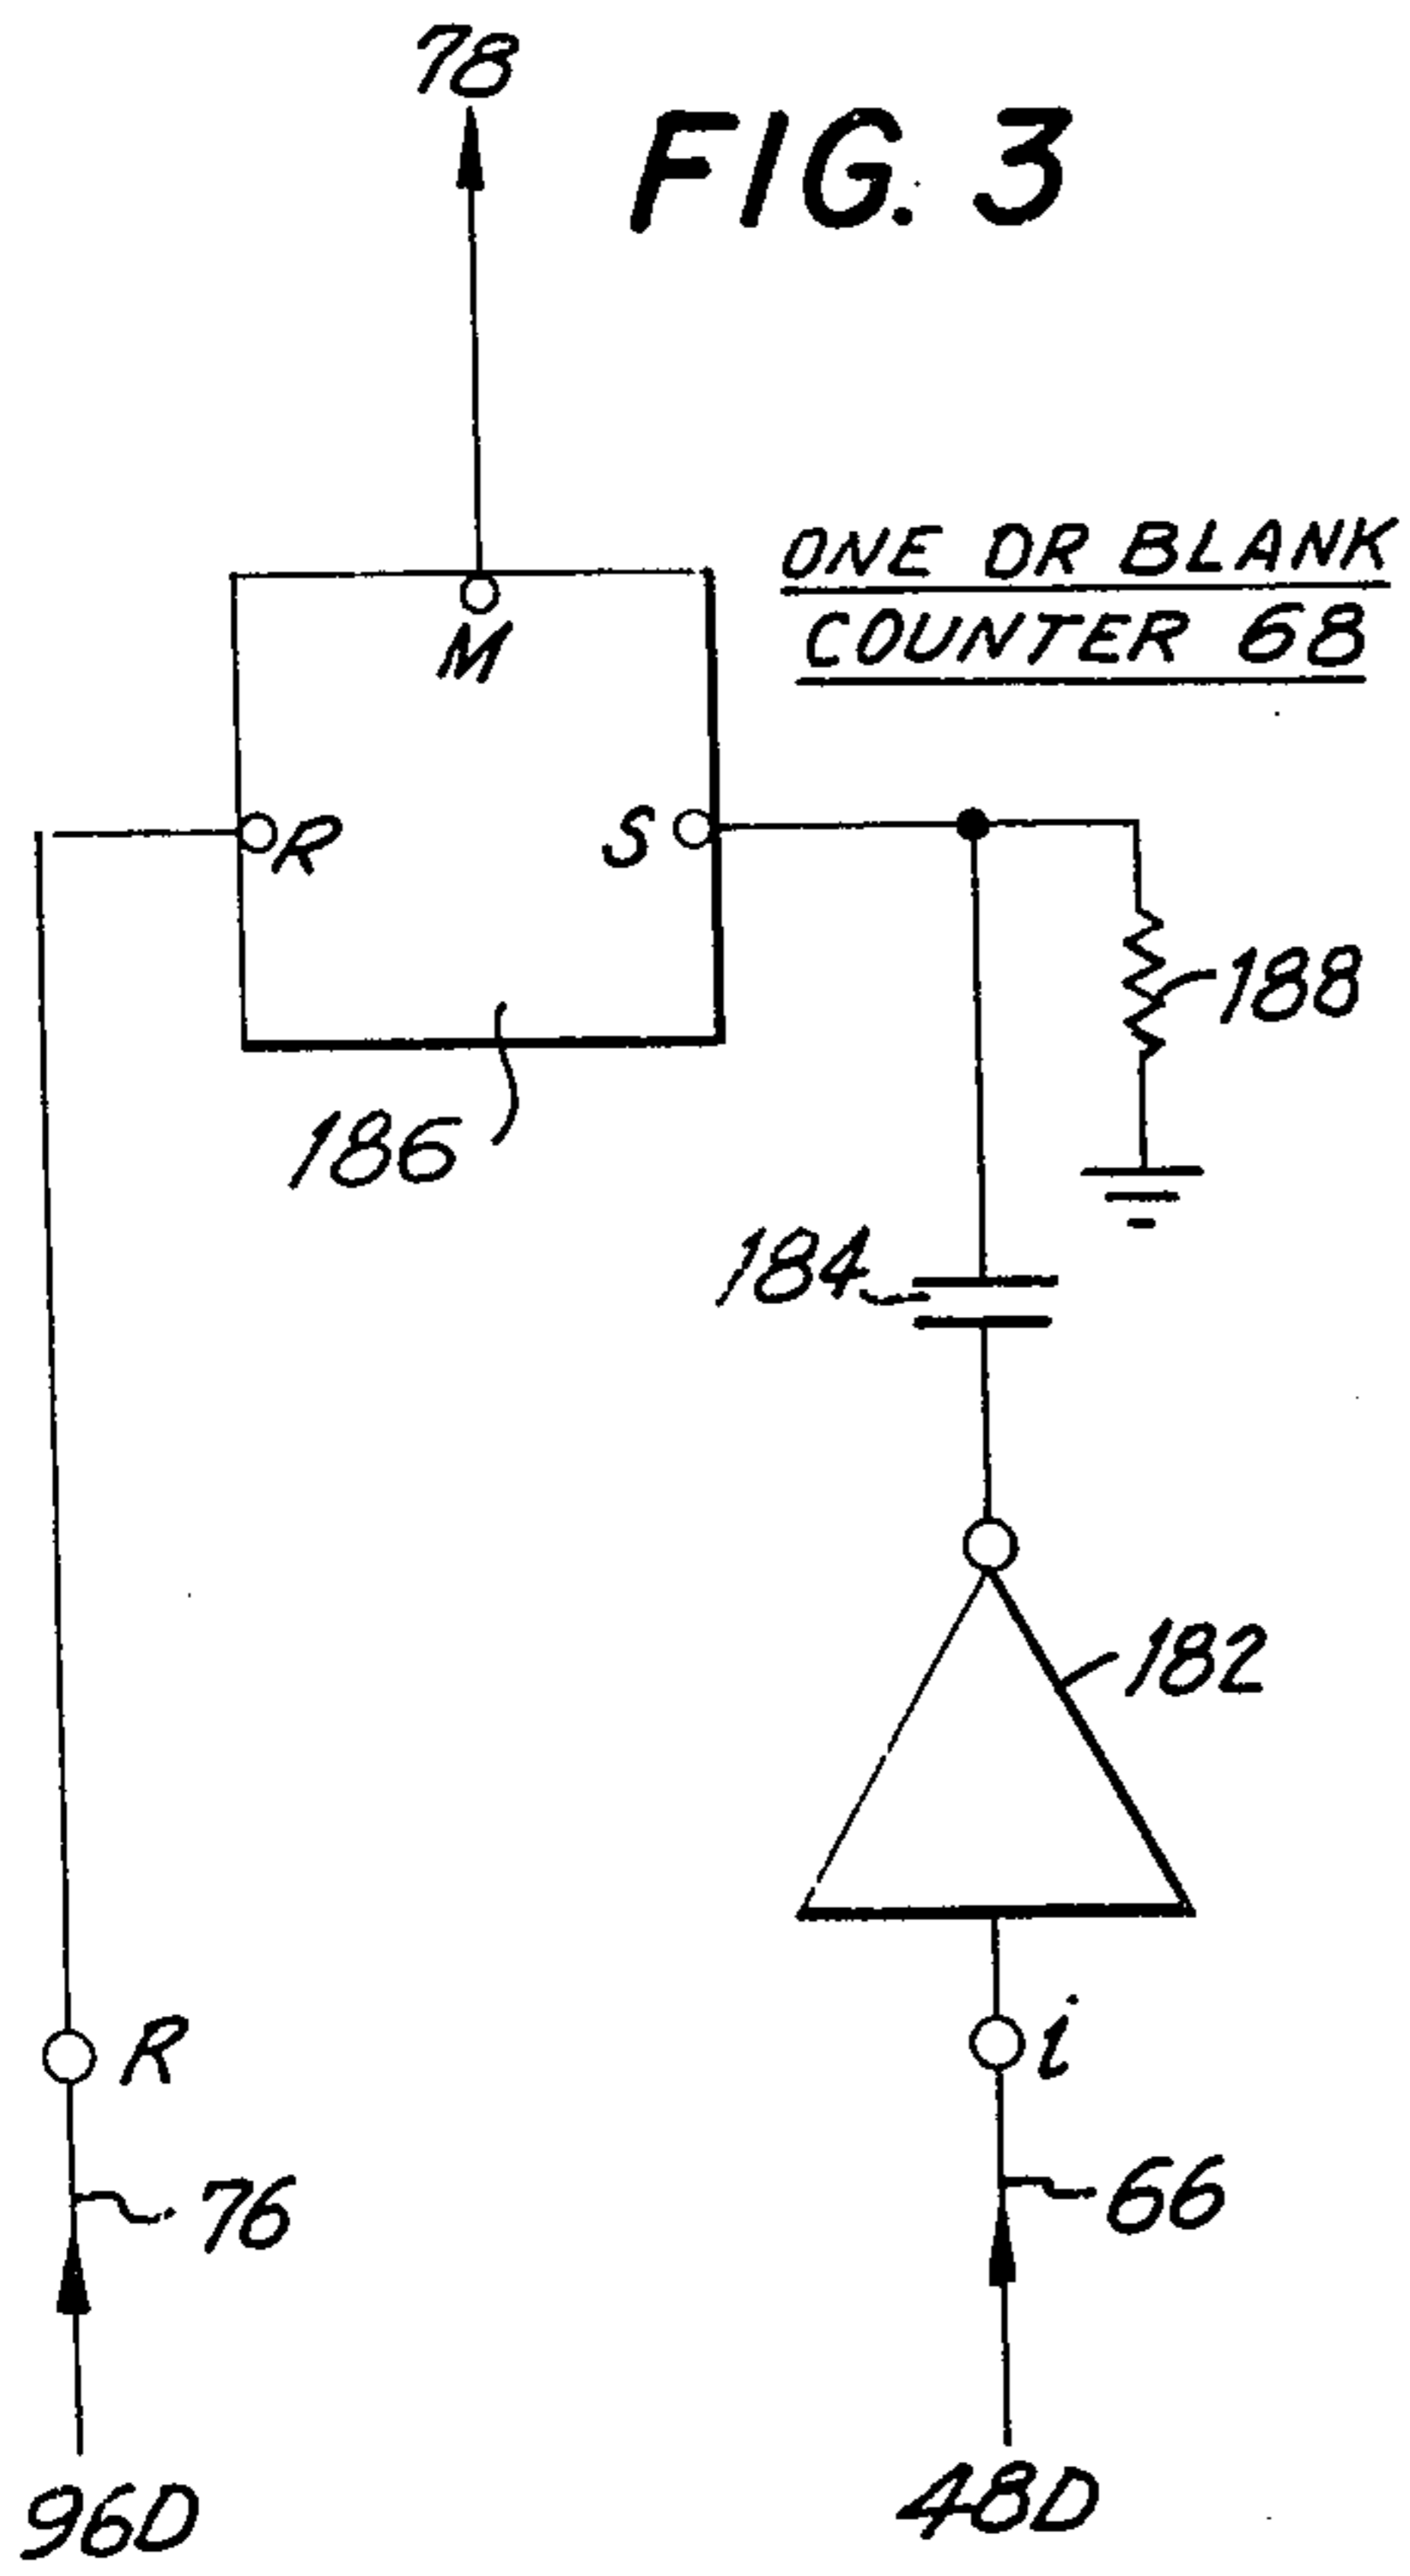 78
FIG. 3
ONE OR BLANK
COUNTER 68
M
R
S
188
186
184
182
R
i
76
66
96D
48D